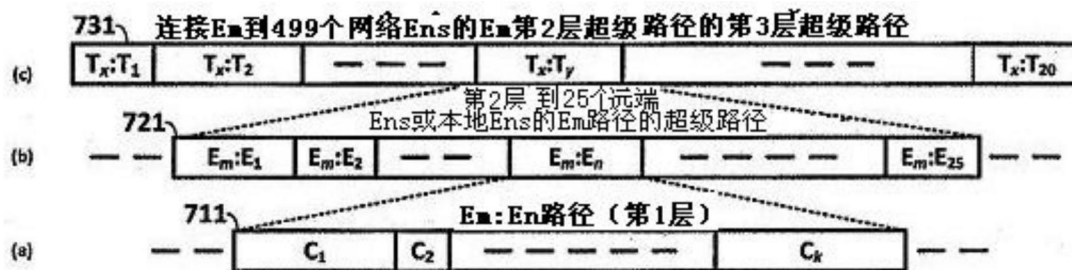 731 连接Em到499个网络Ens的Em第2层超级路径的第3层超级路径
(c) Tx:T1 Tx:T2 Tx:Ty Tx:T20
第2层 到25个远端
721 Ens或本地Ens的Em路径的超级路径
(b) Em:E1 Em:E2 Em:En Em:E25
711 Em:En路径（第1层）
(a) C1 C2 Ck